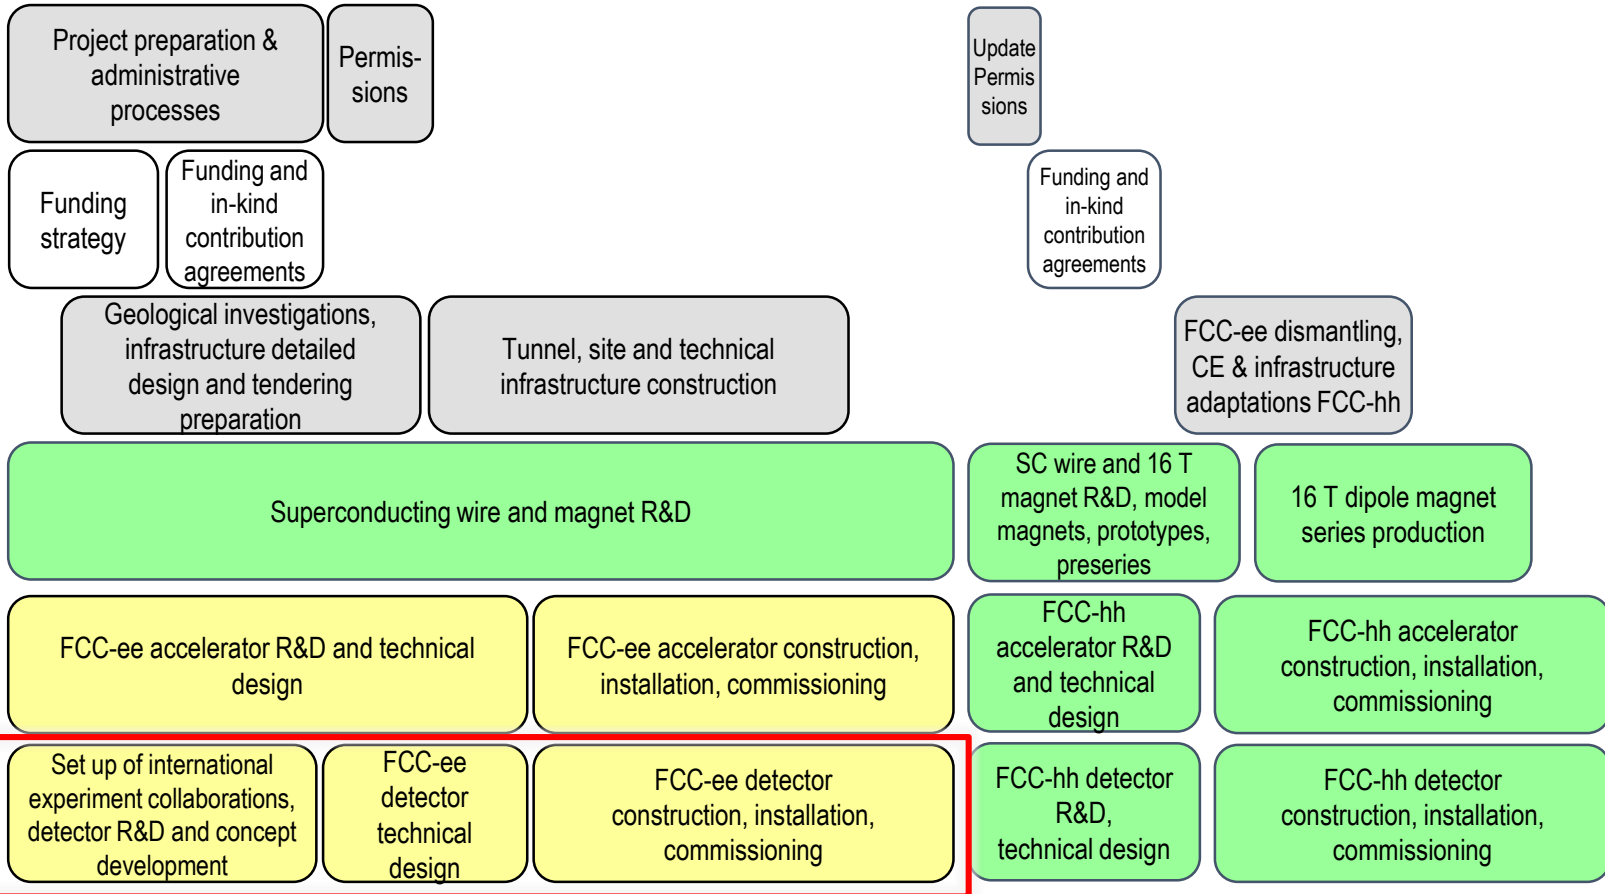 Project preparation &
administrative
processes
Permis-
sions
Update
Permis
sions
Funding
strategy
Funding and
in-kind
contribution
agreements
Funding and
in-kind
contribution
agreements
Geological investigations,
infrastructure detailed
design and tendering
preparation
Tunnel, site and technical
infrastructure construction
FCC-ee dismantling,
CE & infrastructure
adaptations FCC-hh
Superconducting wire and magnet R&D
SC wire and 16 T
magnet R&D, model
magnets, prototypes,
preseries
16 T dipole magnet
series production
FCC-ee accelerator R&D and technical
design
FCC-ee accelerator construction,
installation, commissioning
FCC-hh
accelerator R&D
and technical
design
FCC-hh accelerator
construction, installation,
commissioning
Set up of international
experiment collaborations,
detector R&D and concept
development
FCC-ee
detector
technical
design
FCC-ee detector
construction, installation,
commissioning
FCC-hh detector
R&D,
technical design
FCC-hh detector
construction, installation,
commissioning